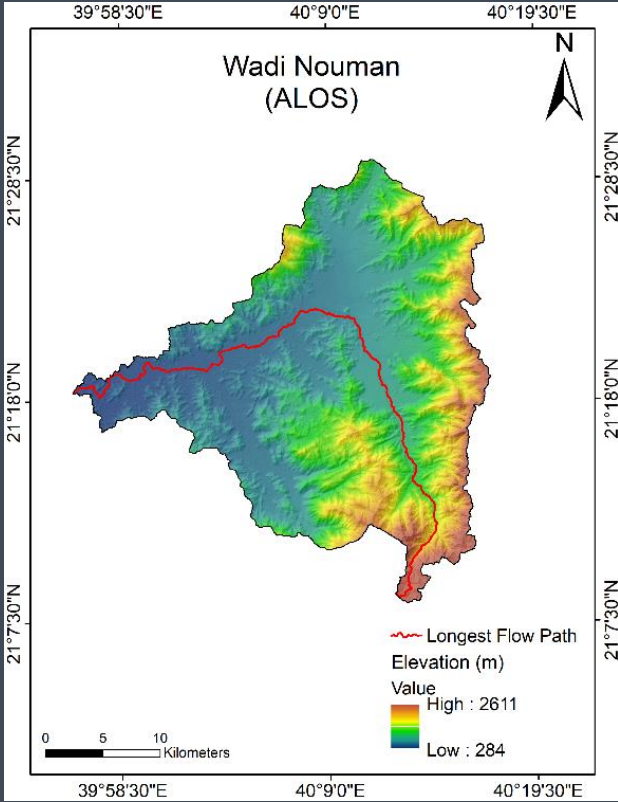 39°58'30"E 40°9'0"E 40°19'30"E
Wadi Nouman
(ALOS)
N
21°28'30"N 21°28'30"N
21°18'0"N 21°18'0"N
21°7'30"N 21°7'30"N
Longest Flow Path
Elevation (m)
Value
High : 2611
Low : 284
0 5 10
Kilometers
39°58'30"E 40°9'0"E 40°19'30"E